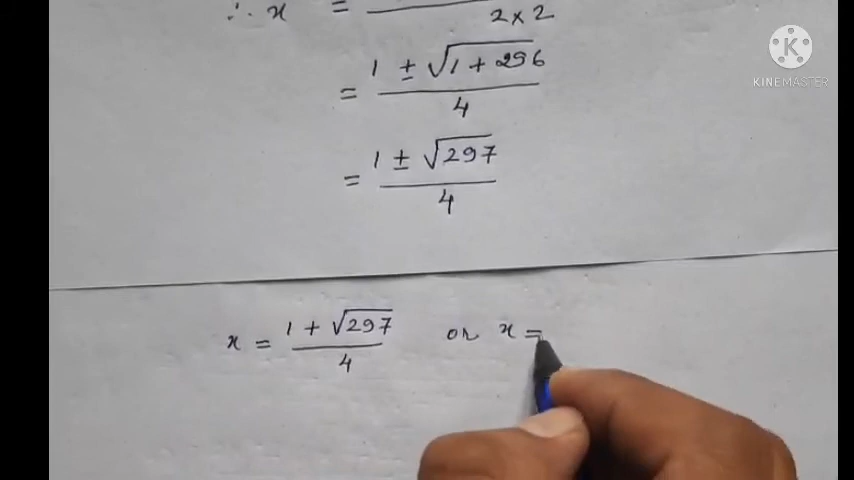 ∴ x = ─── 2 × 2
= (1 ± √(1 + 296)) / 4
= (1 ± √297) / 4
x = (1 + √297) / 4 or x =
K
KINEMASTER